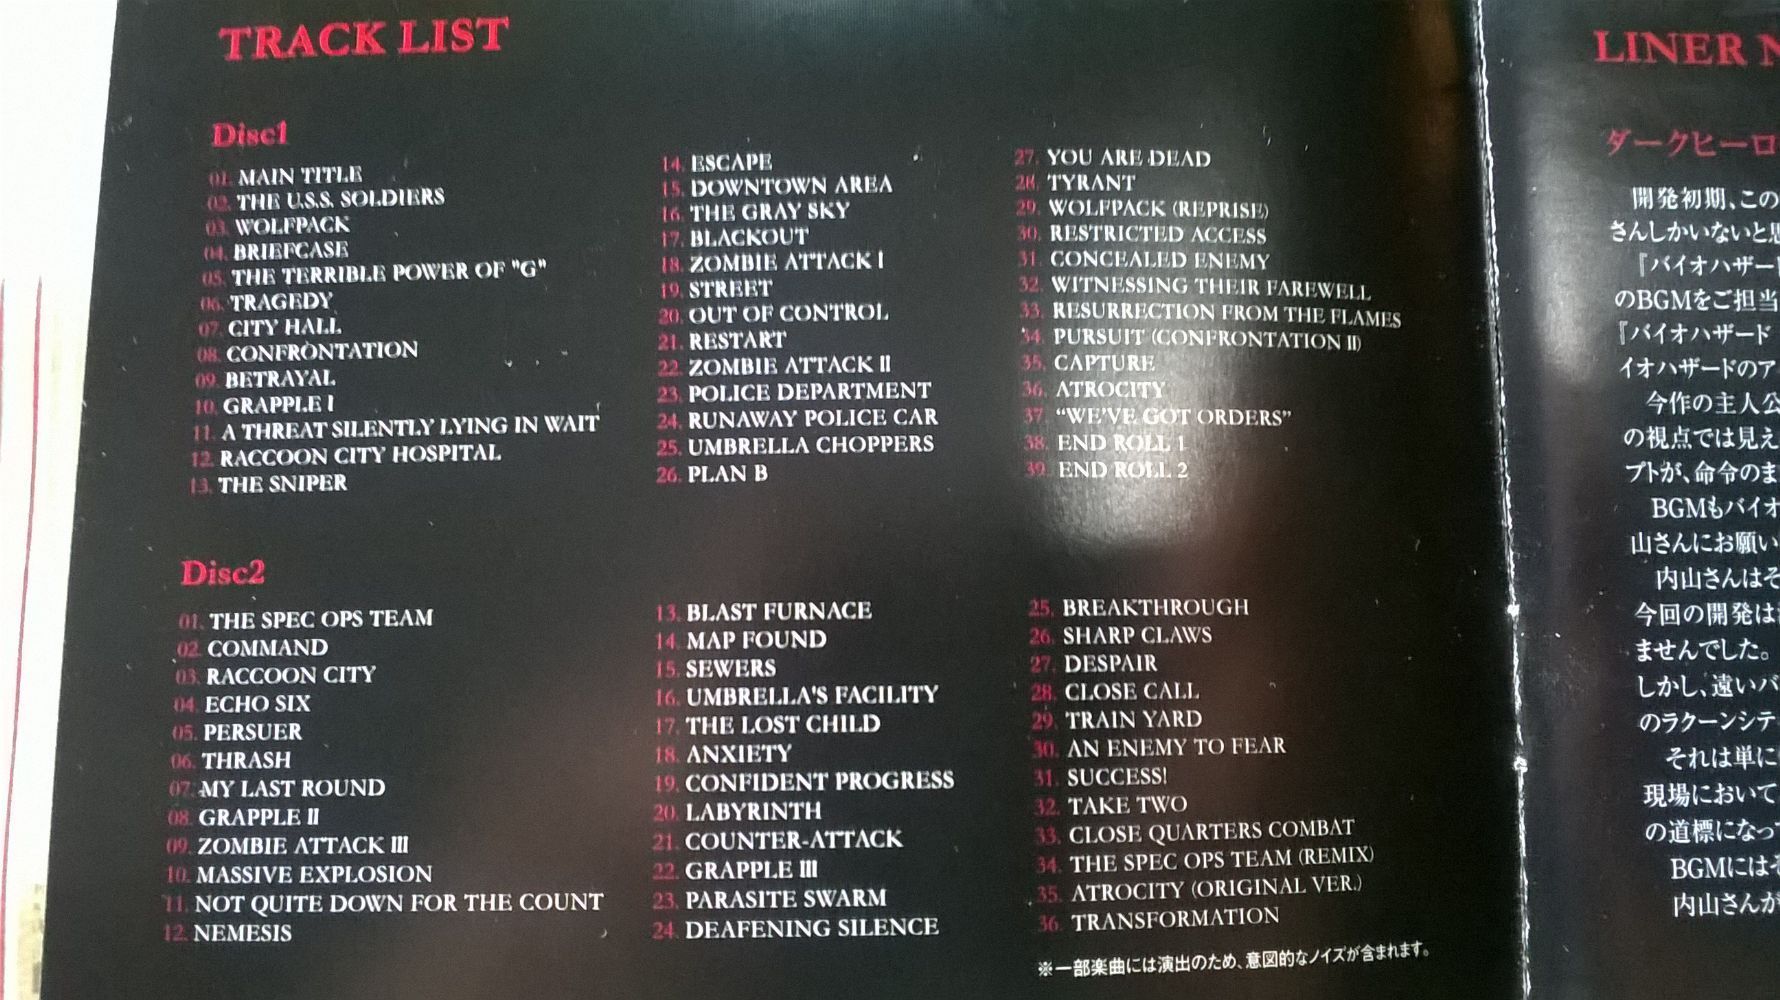 TRACK LIST
Disc1
01. MAIN TITLE
02. THE U.S.S. SOLDIERS
03. WOLFPACK
04. BRIEFCASE
05. THE TERRIBLE POWER OF "G"
06. TRAGEDY
07. CITY HALL
08. CONFRONTATION
09. BETRAYAL
10. GRAPPLE I
11. A THREAT SILENTLY LYING IN WAIT
12. RACCOON CITY HOSPITAL
13. THE SNIPER
14. ESCAPE
15. DOWNTOWN AREA
16. THE GRAY SKY
17. BLACKOUT
18. ZOMBIE ATTACK I
19. STREET
20. OUT OF CONTROL
21. RESTART
22. ZOMBIE ATTACK II
23. POLICE DEPARTMENT
24. RUNAWAY POLICE CAR
25. UMBRELLA CHOPPERS
26. PLAN B
27. YOU ARE DEAD
28. TYRANT
29. WOLFPACK (REPRISE)
30. RESTRICTED ACCESS
31. CONCEALED ENEMY
32. WITNESSING THEIR FAREWELL
33. RESURRECTION FROM THE FLAMES
34. PURSUIT (CONFRONTATION II)
35. CAPTURE
36. ATROCITY
37. “WE'VE GOT ORDERS”
38. END ROLL 1
39. END ROLL 2
Disc2
01. THE SPEC OPS TEAM
02. COMMAND
03. RACCOON CITY
04. ECHO SIX
05. PERSUER
06. THRASH
07. MY LAST ROUND
08. GRAPPLE II
09. ZOMBIE ATTACK III
10. MASSIVE EXPLOSION
11. NOT QUITE DOWN FOR THE COUNT
12. NEMESIS
13. BLAST FURNACE
14. MAP FOUND
15. SEWERS
16. UMBRELLA'S FACILITY
17. THE LOST CHILD
18. ANXIETY
19. CONFIDENT PROGRESS
20. LABYRINTH
21. COUNTER-ATTACK
22. GRAPPLE III
23. PARASITE SWARM
24. DEAFENING SILENCE
25. BREAKTHROUGH
26. SHARP CLAWS
27. DESPAIR
28. CLOSE CALL
29. TRAIN YARD
30. AN ENEMY TO FEAR
31. SUCCESS!
32. TAKE TWO
33. CLOSE QUARTERS COMBAT
34. THE SPEC OPS TEAM (REMIX)
35. ATROCITY (ORIGINAL VER.)
36. TRANSFORMATION
※一部楽曲には演出のため、意図的なノイズが含まれます。
LINER N
ダークヒーロ
開発初期、この
さんしかいないと思
『バイオハザー
のBGMをご担当
『バイオハザード
イオハザードのア
今作の主人公
の視点では見え
プトが、命令のま
BGMもバイオ
山さんにお願い
内山さんはそ
今回の開発は
ませんでした。
しかし、遠いバ
のラクーンシテ
それは単に
現場において
の道標になっ
BGMにはそ
内山さんが